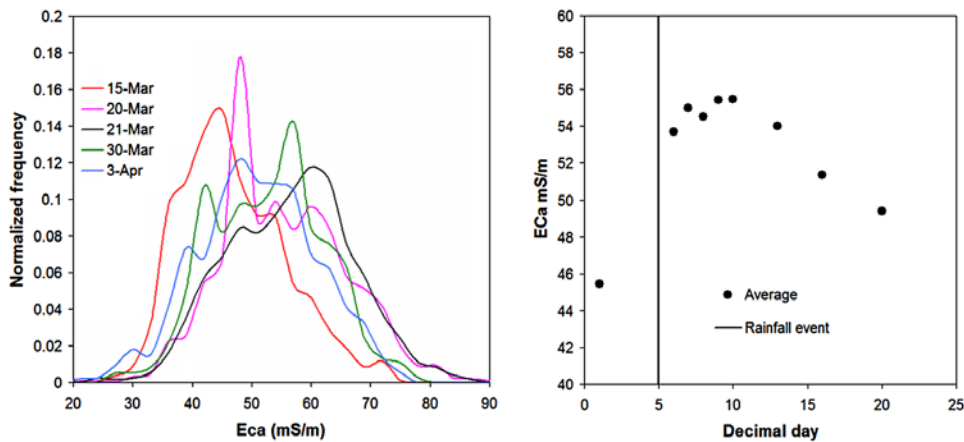 0.2
0.18
0.16
0.14
0.12
0.1
0.08
0.06
0.04
0.02
0
Normalized frequency
15-Mar
20-Mar
21-Mar
30-Mar
3-Apr
20 30 40 50 60 70 80 90
Eca (mS/m)
60
58
56
54
52
50
48
46
44
42
40
ECa mS/m
Average
Rainfall event
0 5 10 15 20 25
Decimal day